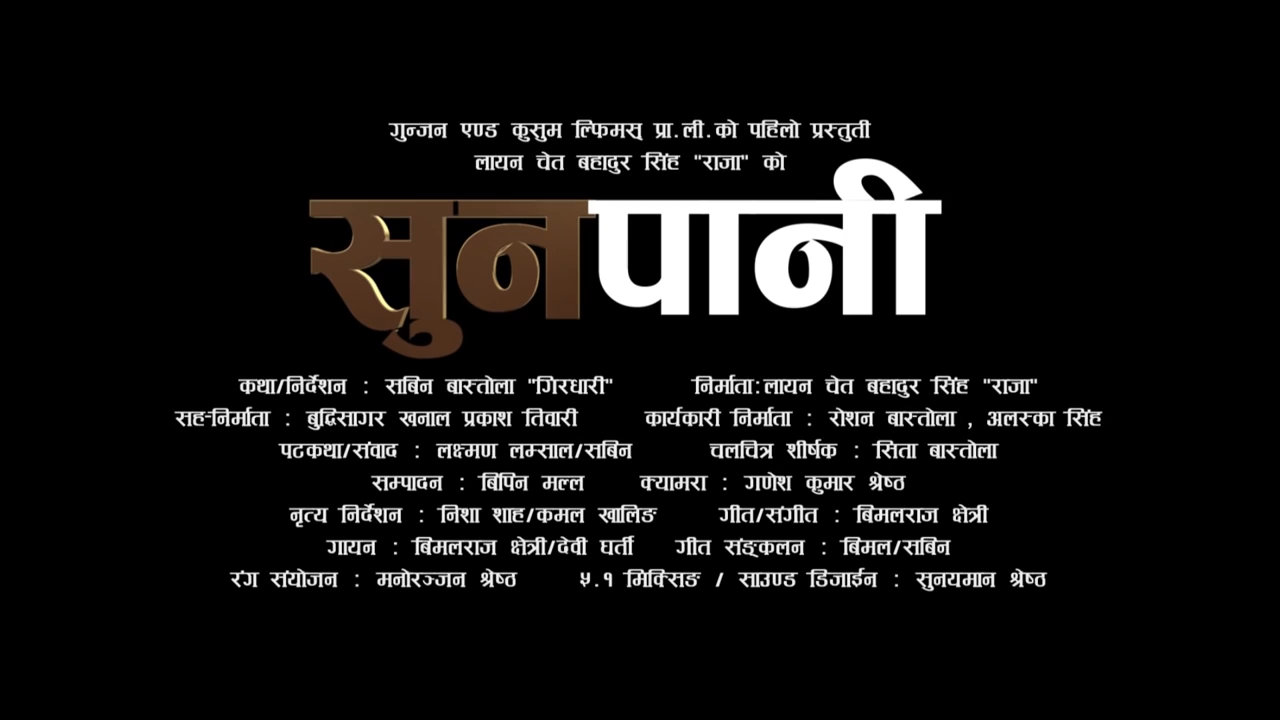 गुन्जन एण्ड कुसुम ल्फिमस् प्रा.ली.को पहिलो प्रस्तुती
लायन चेत बहादुर सिंह "राजा" को
सुनपानी
कथा/निर्देशन : सबिन बास्तोला "गिरधारी" निर्माता:लायन चेत बहादुर सिंह "राजा"
सह-निर्माता : बुद्धिसागर खनाल प्रकाश तिवारी कार्यकारी निर्माता : रोशन बास्तोला , अलस्का सिंह
पटकथा/संवाद : लक्ष्मण लम्साल/सबिन चलचित्र शीर्षक : सिता बास्तोला
सम्पादन : बिपिन मल्ल क्यामरा : गणेश कुमार श्रेष्ठ
नृत्य निर्देशन : निशा शाह/कमल खालिङ गीत/संगीत : बिमलराज क्षेत्री
गायन : बिमलराज क्षेत्री/देवी घर्ती गीत सङ्कलन : बिमल/सबिन
रंग संयोजन : मनोरञ्जन श्रेष्ठ ५.१ मिक्सिङ / साउण्ड डिजाईन : सुनयमान श्रेष्ठ